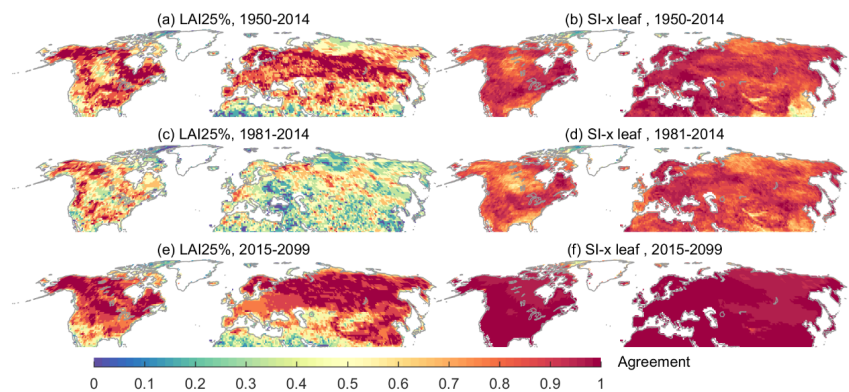 (a) LAI25%, 1950-2014
(b) SI-x leaf , 1950-2014
(c) LAI25%, 1981-2014
(d) SI-x leaf , 1981-2014
(e) LAI25%, 2015-2099
(f) SI-x leaf , 2015-2099
Agreement
0 0.1 0.2 0.3 0.4 0.5 0.6 0.7 0.8 0.9 1